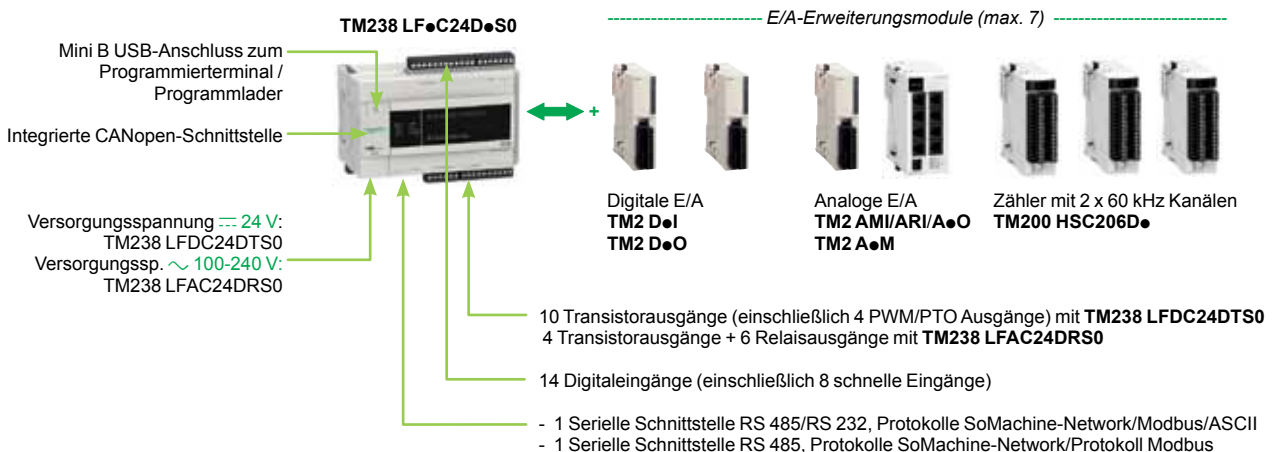 TM238 LF●C24D●S0
E/A-Erweiterungsmodule (max. 7)
Mini B USB-Anschluss zum
Programmierterminal /
Programmlader
Integrierte CANopen-Schnittstelle
+
Versorgungsspannung ⎓ 24 V:
TM238 LFDC24DTS0
Versorgungssp. ∼ 100-240 V:
TM238 LFAC24DRS0
Digitale E/A
TM2 D●I
TM2 D●O
Analoge E/A
TM2 AMI/ARI/A●O
TM2 A●M
Zähler mit 2 x 60 kHz Kanälen
TM200 HSC206D●
10 Transistorausgänge (einschließlich 4 PWM/PTO Ausgänge) mit TM238 LFDC24DTS0
4 Transistorausgänge + 6 Relaisausgänge mit TM238 LFAC24DRS0
14 Digitaleingänge (einschließlich 8 schnelle Eingänge)
- 1 Serielle Schnittstelle RS 485/RS 232, Protokolle SoMachine-Network/Modbus/ASCII
- 1 Serielle Schnittstelle RS 485, Protokolle SoMachine-Network/Protokoll Modbus